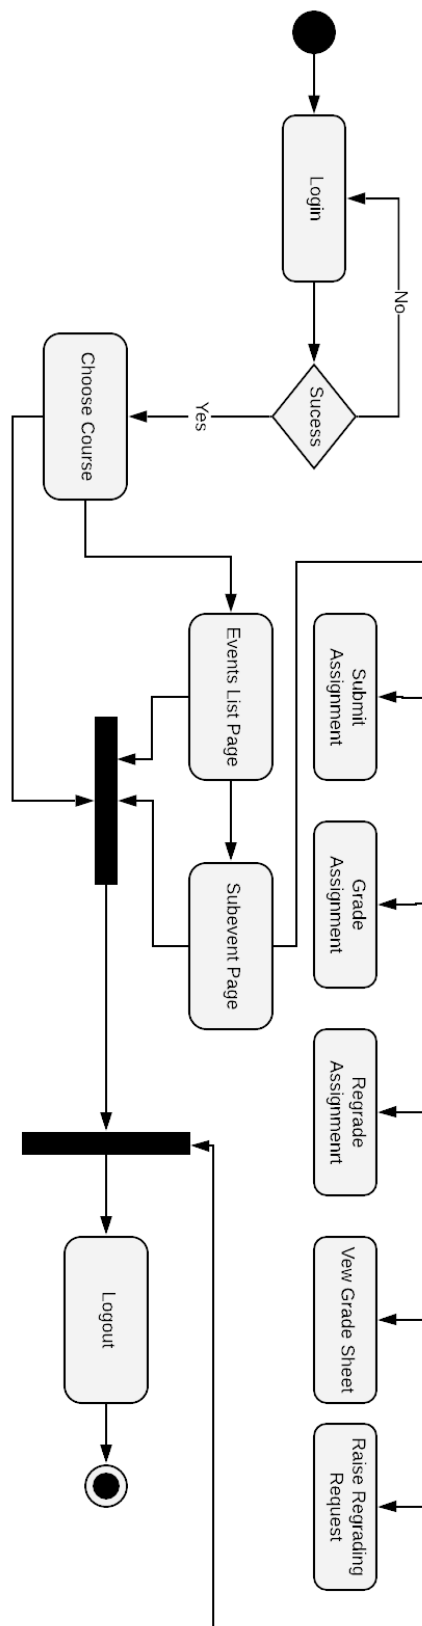 Login
No
Sucess
Yes
Choose Course
Events List Page
Submit
Assignment
Grade
Assignment
Subevent Page
Regrade
Assignmenrt
Vew Grade Sheet
Logout
Raise Regrading
Request